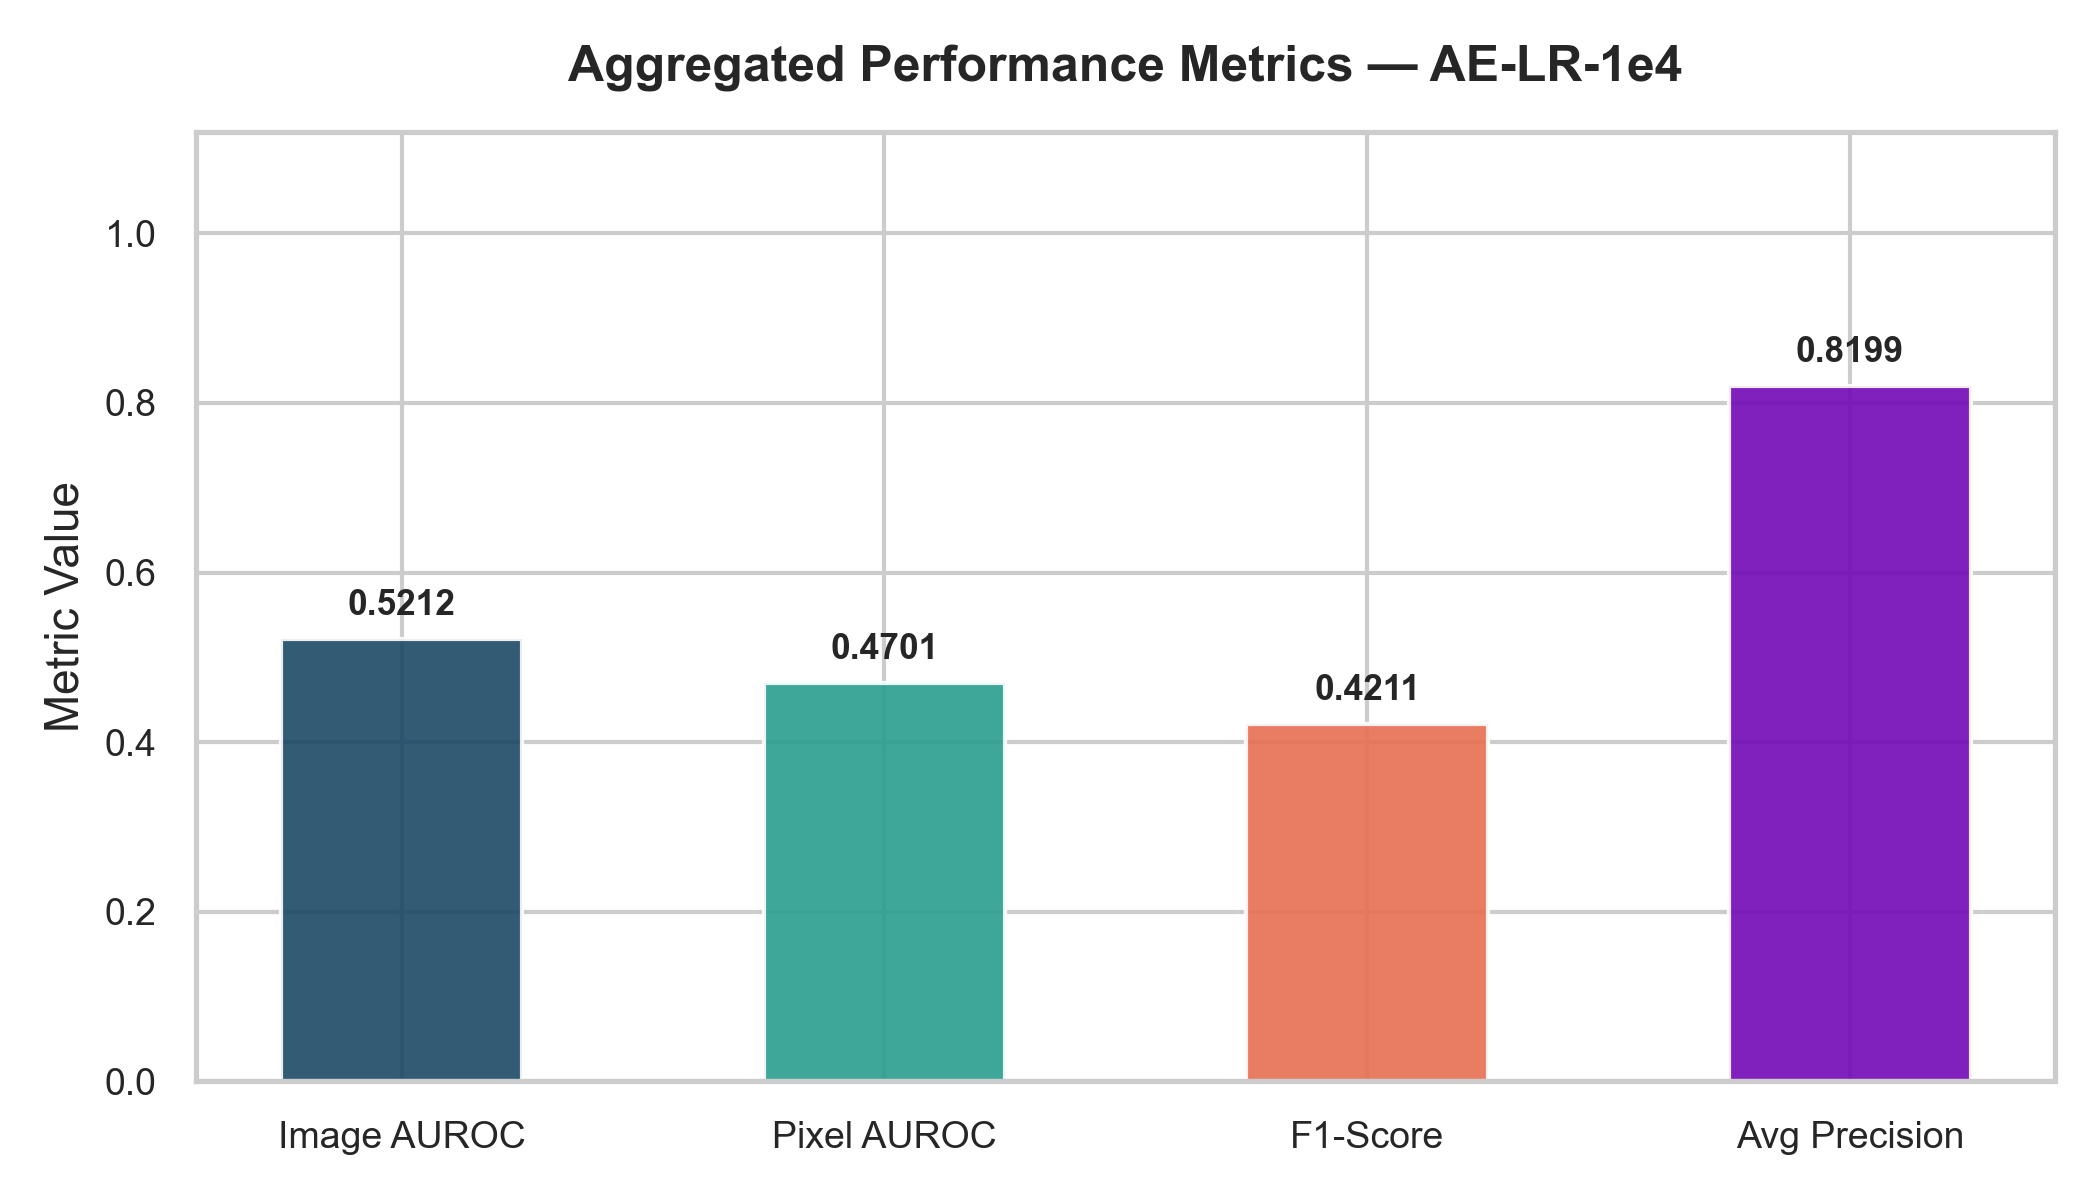 Aggregated Performance Metrics — AE-LR-1e4
Metric Value
1.0
0.8
0.6
0.4
0.2
0.0
0.5212
0.4701
0.4211
0.8199
Image AUROC
Pixel AUROC
F1-Score
Avg Precision